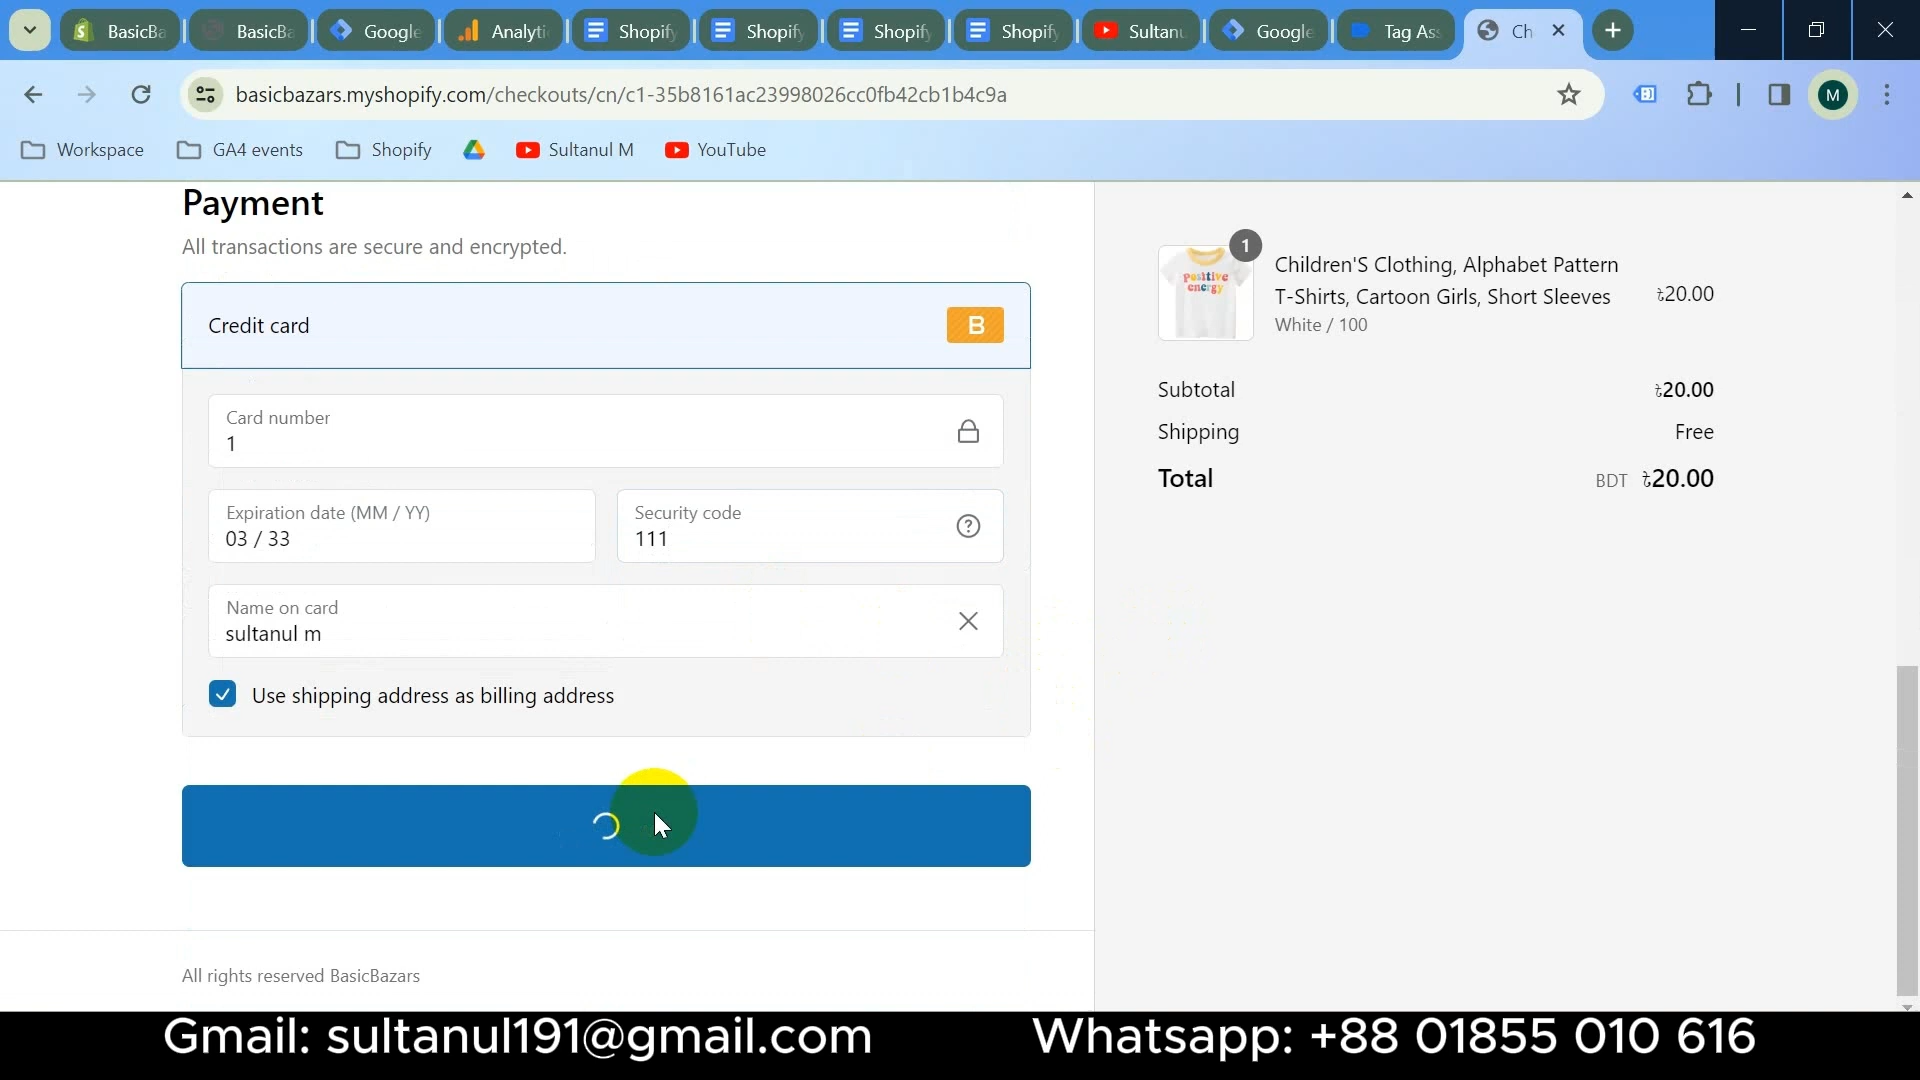 BasicBa
BasicBa
Google
Analyti
Shopify
Shopify
Shopify
Shopify
Sultanu
Google
Tag As
Ch
basicbazars.myshopify.com/checkouts/cn/c1-35b8161ac23998026cc0fb42cb1b4c9a
M
Workspace
GA4 events
Shopify
Sultanul M
YouTube
Payment
All transactions are secure and encrypted.
Credit card
B
Card number
1
Expiration date (MM / YY)
03 / 33
Security code
111
Name on card
sultanul m
Use shipping address as billing address
All rights reserved BasicBazars
Positive
energy
1
Children'S Clothing, Alphabet Pattern
T-Shirts, Cartoon Girls, Short Sleeves
White / 100
৳20.00
Subtotal ৳20.00
Shipping Free
Total BDT ৳20.00
Gmail: sultanul191@gmail.com Whatsapp: +88 01855 010 616